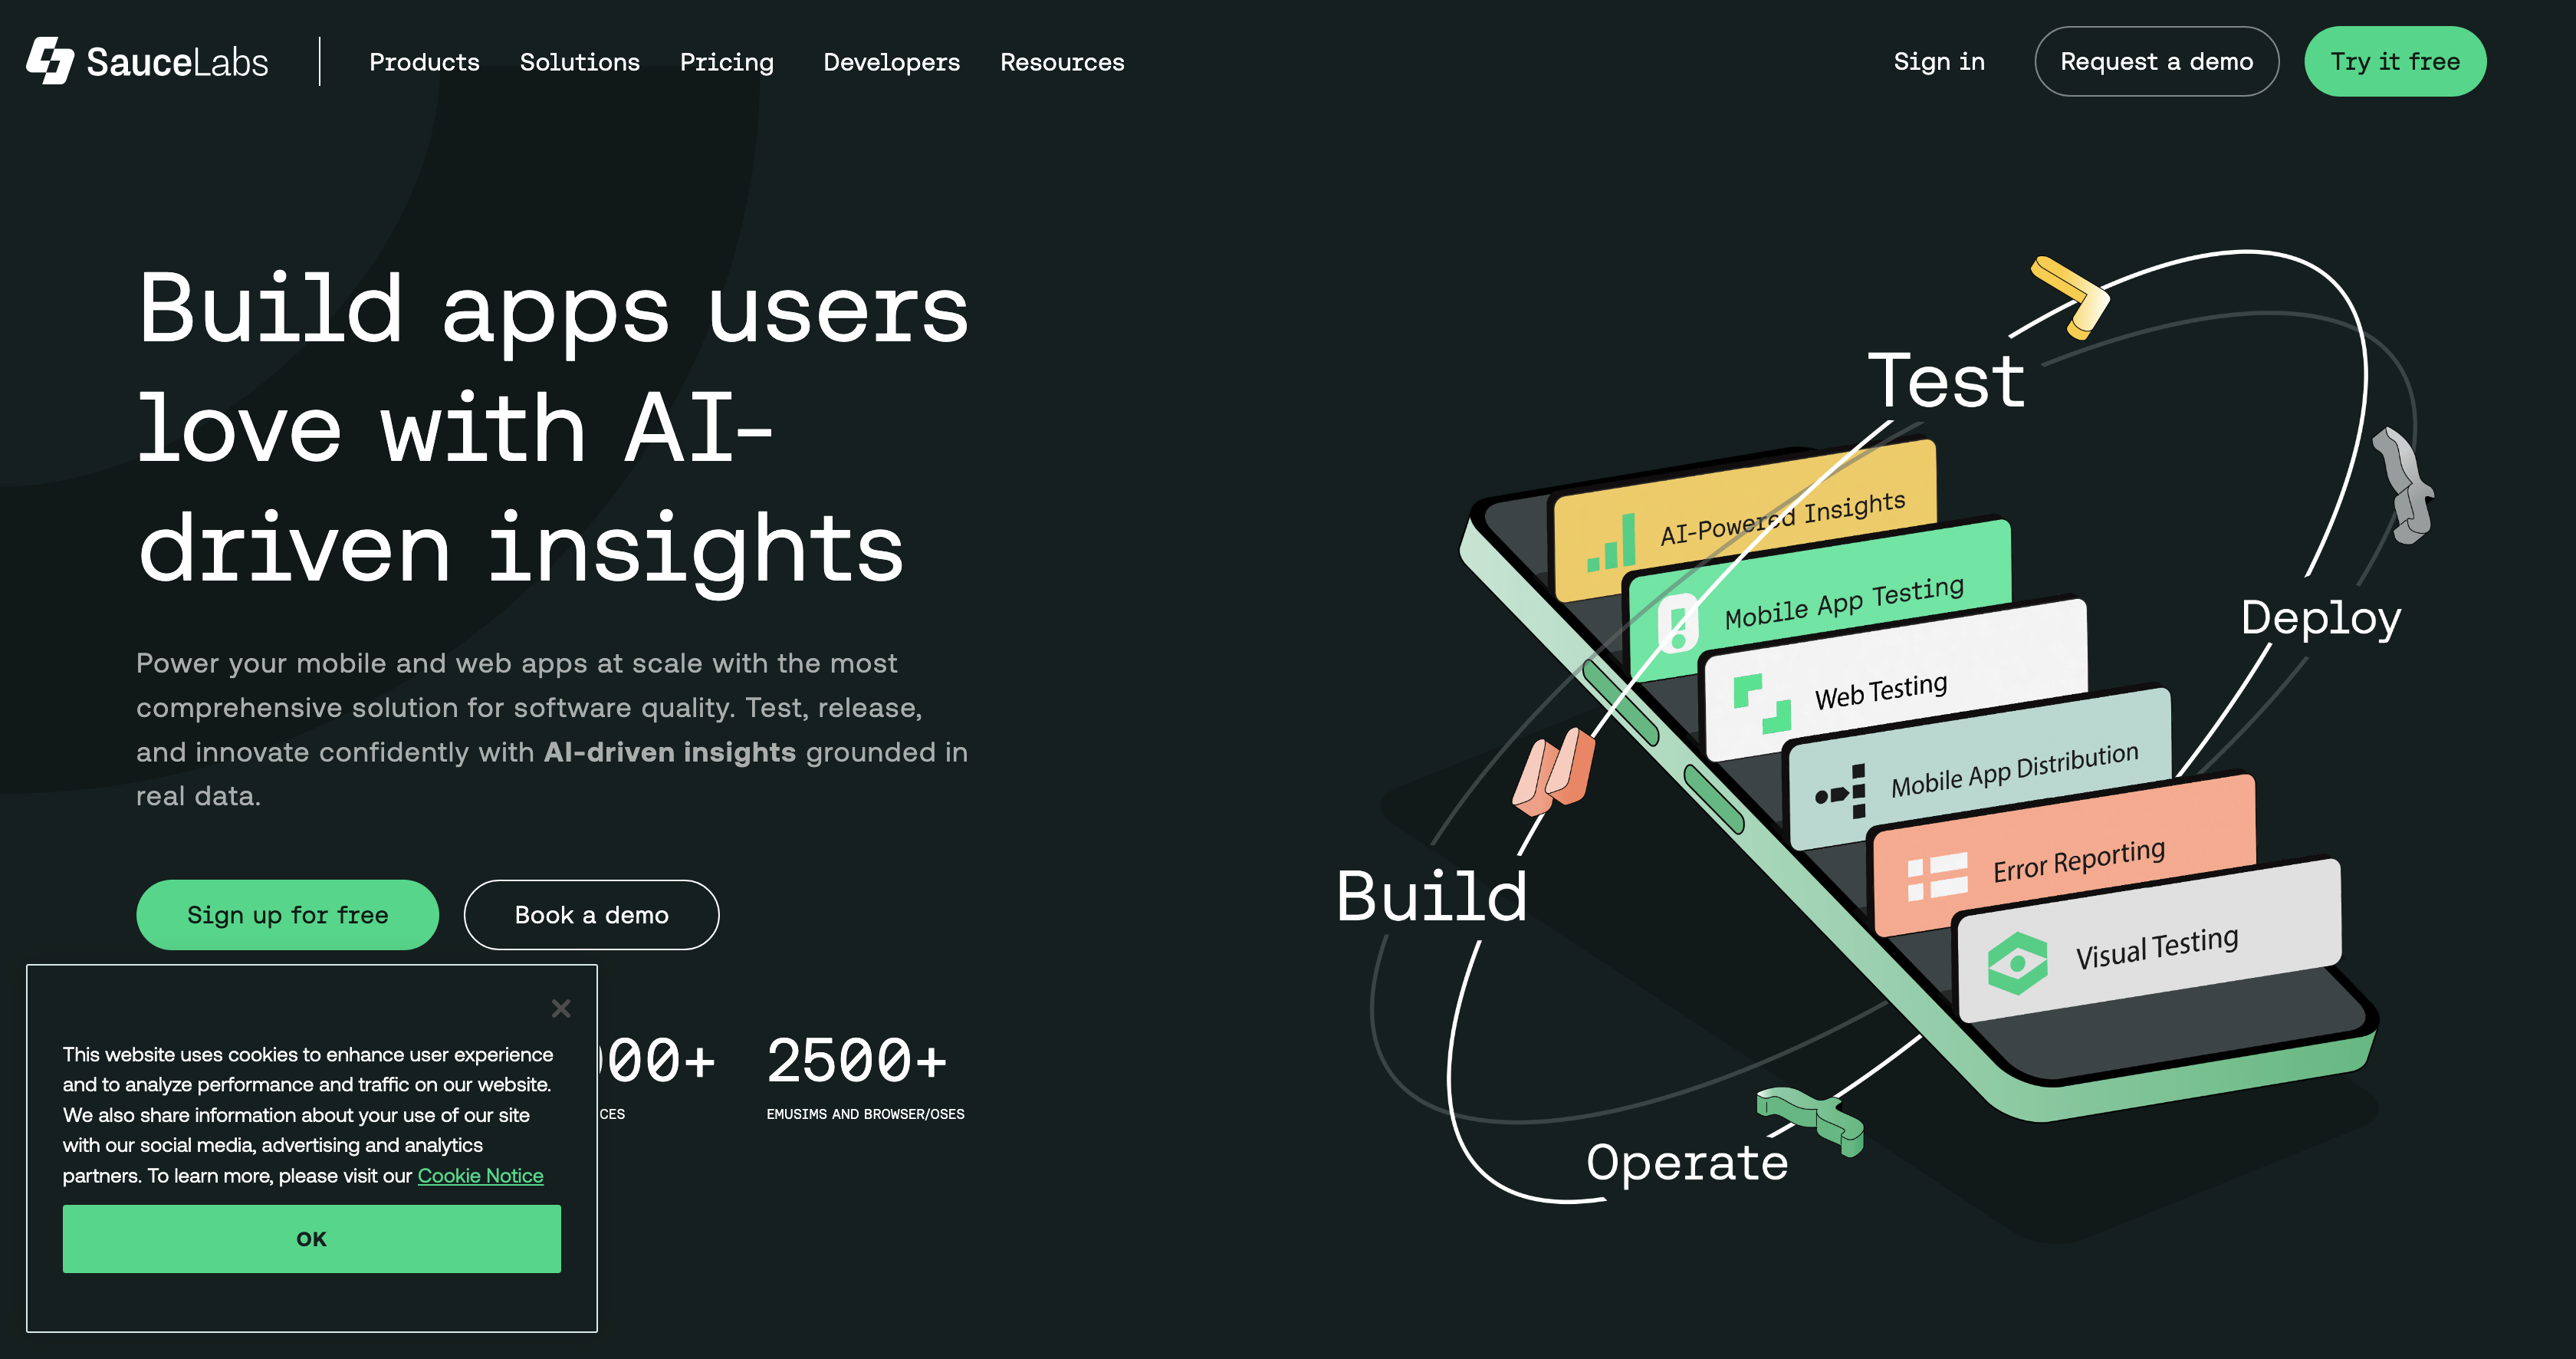 SauceLabs
Products
Solutions
Pricing
Developers
Resources
Sign in
Request a demo
Try it free
Build apps users
love with AI-
driven insights
Power your mobile and web apps at scale with the most
comprehensive solution for software quality. Test, release,
and innovate confidently with AI-driven insights grounded in
real data.
Sign up for free
Book a demo
2500+
EMUSIMS AND BROWSER/OSES
This website uses cookies to enhance user experience
and to analyze performance and traffic on our website.
We also share information about your use of our site
with our social media, advertising and analytics
partners. To learn more, please visit our Cookie Notice
OK
Test
Deploy
Build
Operate
AI-Powered Insights
Mobile App Testing
Web Testing
Mobile App Distribution
Error Reporting
Visual Testing